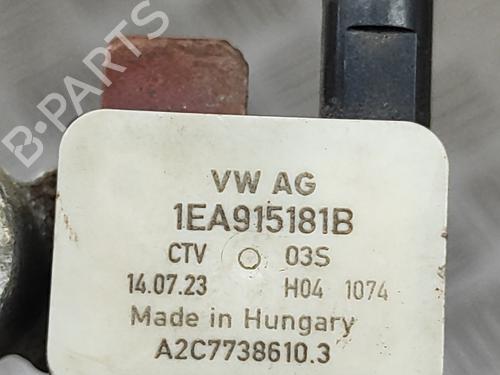 VW AG
1EA915181B
CTV 03S
14.07.23 H04 1074
Made in Hungary
A2C7738610.3
B-PARTS